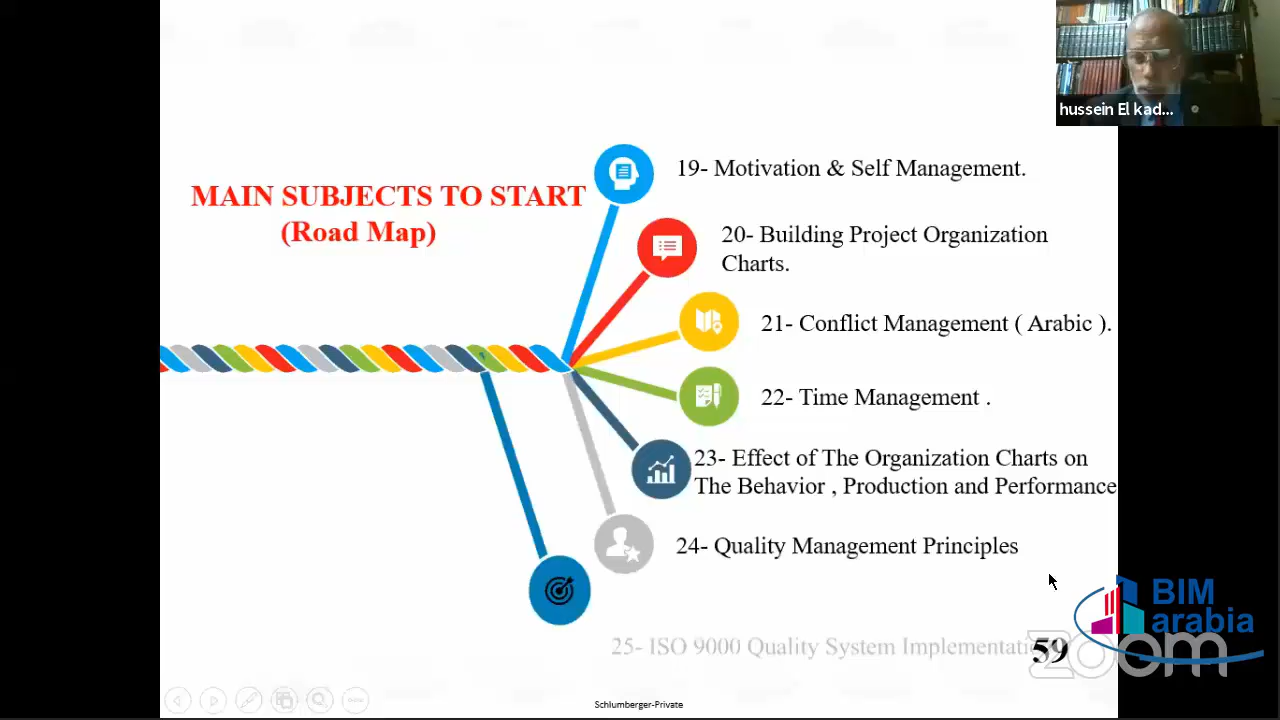 hussein El kad...
MAIN SUBJECTS TO START
(Road Map)
19- Motivation & Self Management.
20- Building Project Organization
Charts.
21- Conflict Management ( Arabic ).
22- Time Management .
23- Effect of The Organization Charts on
The Behavior , Production and Performance
24- Quality Management Principles
25- ISO 9000 Quality System Implementati
59
BIM
arabia
zoom
Schlumberger-Private